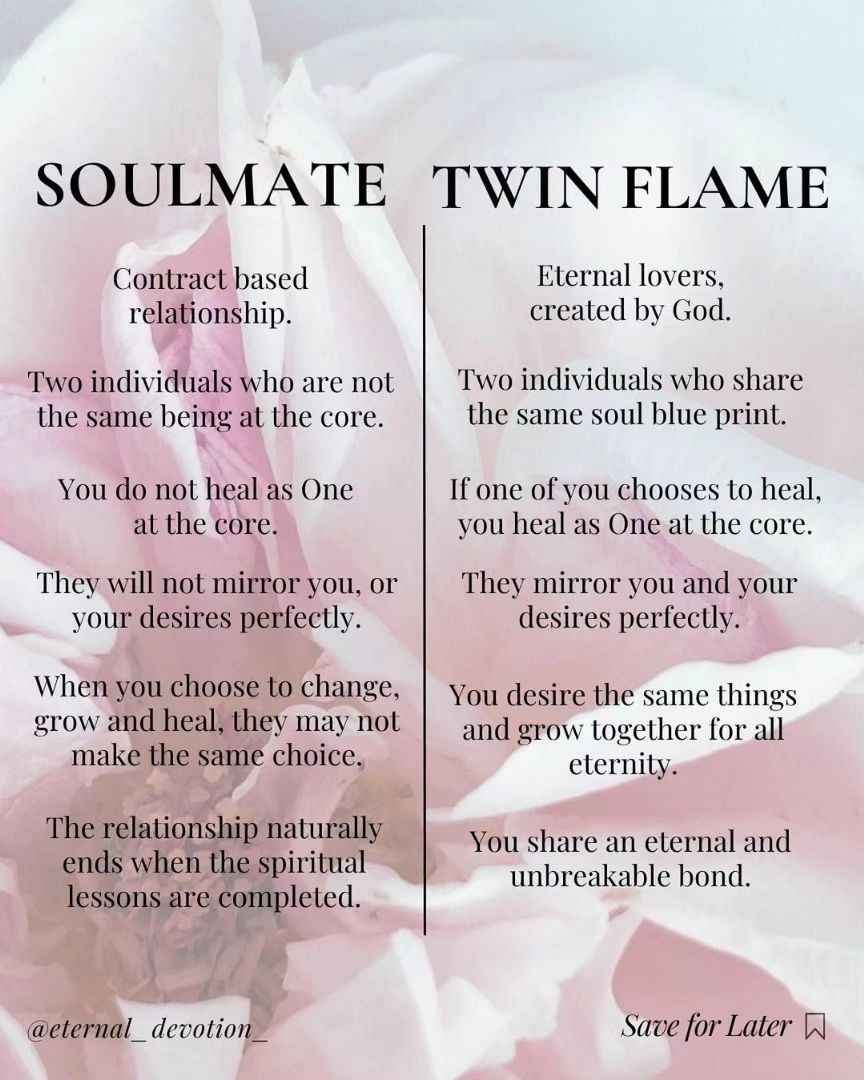 SOULMATE
Contract based
relationship.
Two individuals who are not
the same being at the core.
You do not heal as One
at the core.
They will not mirror you, or
your desires perfectly.
When you choose to change,
grow and heal, they may not
make the same choice.
The relationship naturally
ends when the spiritual
lessons are completed.
TWIN FLAME
Eternal lovers,
created by God.
Two individuals who share
the same soul blue print.
If one of you chooses to heal,
you heal as One at the core.
They mirror you and your
desires perfectly.
You desire the same things
and grow together for all
eternity.
You share an eternal and
unbreakable bond.
@eternal_devotion_
Save for Later